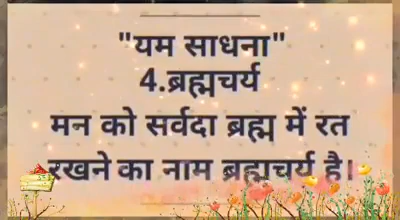 "यम साधना"
4.ब्रह्मचर्य
मन को सर्वदा ब्रह्म में रत
रखने का नाम ब्रह्मचर्य है।